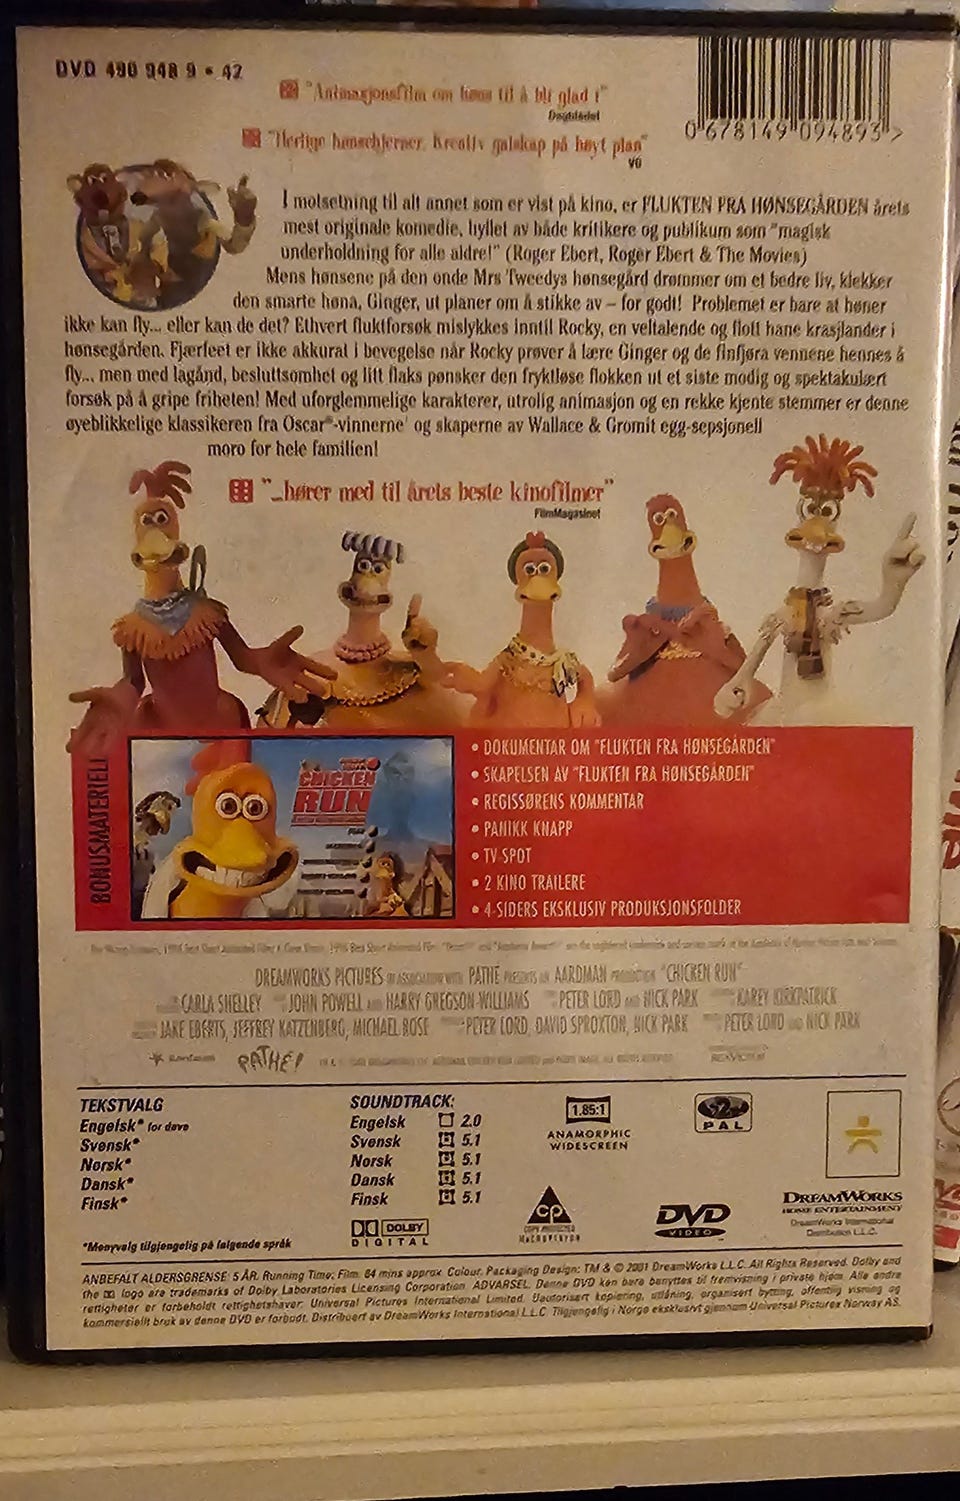 DVD 490 948 9 • 42
0 678149 094893 >
"Animasjonsfilm om høns til å bli glad i"
Dagbladet
"Herlige hønsehjerner. Kreativ galskap på høyt plan"
VG
I motsetning til alt annet som er vist på kino, er FLUKTEN FRA HØNSEGÅRDEN årets
mest originale komedie, hyllet av både kritikere og publikum som "magisk
underholdning for alle aldre!" (Roger Ebert, Roger Ebert & The Movies)
Mens hønsene på den onde Mrs Tweedys hønsegård drømmer om et bedre liv, klekker
den smarte høna, Ginger, ut planer om å stikke av – for godt! Problemet er bare at høner
ikke kan fly... eller kan de det? Ethvert fluktforsøk mislykkes inntil Rocky, en veltalende og flott hane krasjlander i
hønsegården. Fjærfeet er ikke akkurat i bevegelse når Rocky prøver å lære Ginger og de finfjøra vennene hennes å
fly... men med lagånd, besluttsomhet og litt flaks pønsker den fryktløse flokken ut et siste modig og spektakulært
forsøk på å gripe friheten! Med uforglemmelige karakterer, utrolig animasjon og en rekke kjente stemmer er denne
øyeblikkelige klassikeren fra Oscar®-vinnerne' og skaperne av Wallace & Gromit egg-sepsjonell
moro for hele familien!
"...hører med til årets beste kinofilmer"
FilmMagasinet
BONUSMATERIELL
CHICKEN
RUN
• DOKUMENTAR OM "FLUKTEN FRA HØNSEGÅRDEN"
• SKAPELSEN AV "FLUKTEN FRA HØNSEGÅRDEN"
• REGISSØRENS KOMMENTAR
• PANIKK KNAPP
• TV SPOT
• 2 KINO TRAILERE
• 4-SIDERS EKSKLUSIV PRODUKSJONSFOLDER
DREAMWORKS PICTURES IN ASSOCIATION WITH PATHE PRESENTS AN AARDMAN PRODUCTION "CHICKEN RUN"
CARLA SHELLEY JOHN POWELL AND HARRY GREGSON-WILLIAMS PETER LORD AND NICK PARK KAREY KIRKPATRICK
JAKE EBERTS, JEFFREY KATZENBERG, MICHAEL ROSE PETER LORD, DAVID SPROXTON, NICK PARK PETER LORD AND NICK PARK
PATHE!
TEKSTVALG
Engelsk* for døve
Svensk*
Norsk*
Dansk*
Finsk*
*Menyvalg tilgjengelig på følgende språk
SOUNDTRACK:
Engelsk 2.0
Svensk 5.1
Norsk 5.1
Dansk 5.1
Finsk 5.1
DOLBY
DIGITAL
1.85:1
ANAMORPHIC
WIDESCREEN
CP
COPY PROTECTED
MACROVISION
2
PAL
DVD
VIDEO
DREAMWORKS
HOME ENTERTAINMENT
DreamWorks International
Distribution L.L.C.
ANBEFALT ALDERSGRENSE: 5 ÅR. Running Time: Film: 84 mins approx. Colour. Packaging Design: TM & © 2001 DreamWorks L.L.C. All Rights Reserved. Dolby and
the logo are trademarks of Dolby Laboratories Licensing Corporation. ADVARSEL: Denne DVD kan bare benyttes til fremvisning i private hjem. Alle andre
rettigheter er forbeholdt rettighetshaver: Universal Pictures International Limited. Uautorisert kopiering, utlåning, organisert bytting, offentlig visning og
kommersiell bruk av denne DVD er forbudt. Distribuert av DreamWorks International L.L.C. Tilgjengelig i Norge eksklusivt gjennom Universal Pictures Norway AS.